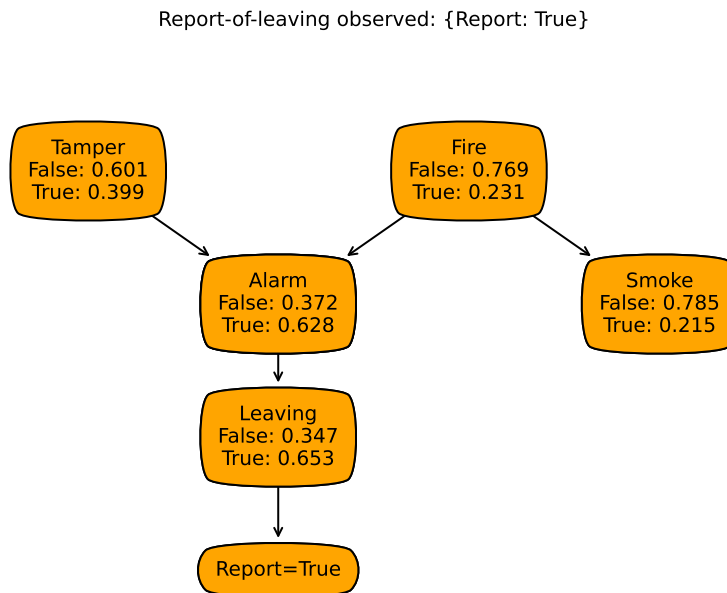 Report-of-leaving observed: {Report: True}
Tamper
False: 0.601
True: 0.399
Fire
False: 0.769
True: 0.231
Alarm
False: 0.372
True: 0.628
Smoke
False: 0.785
True: 0.215
Leaving
False: 0.347
True: 0.653
Report=True